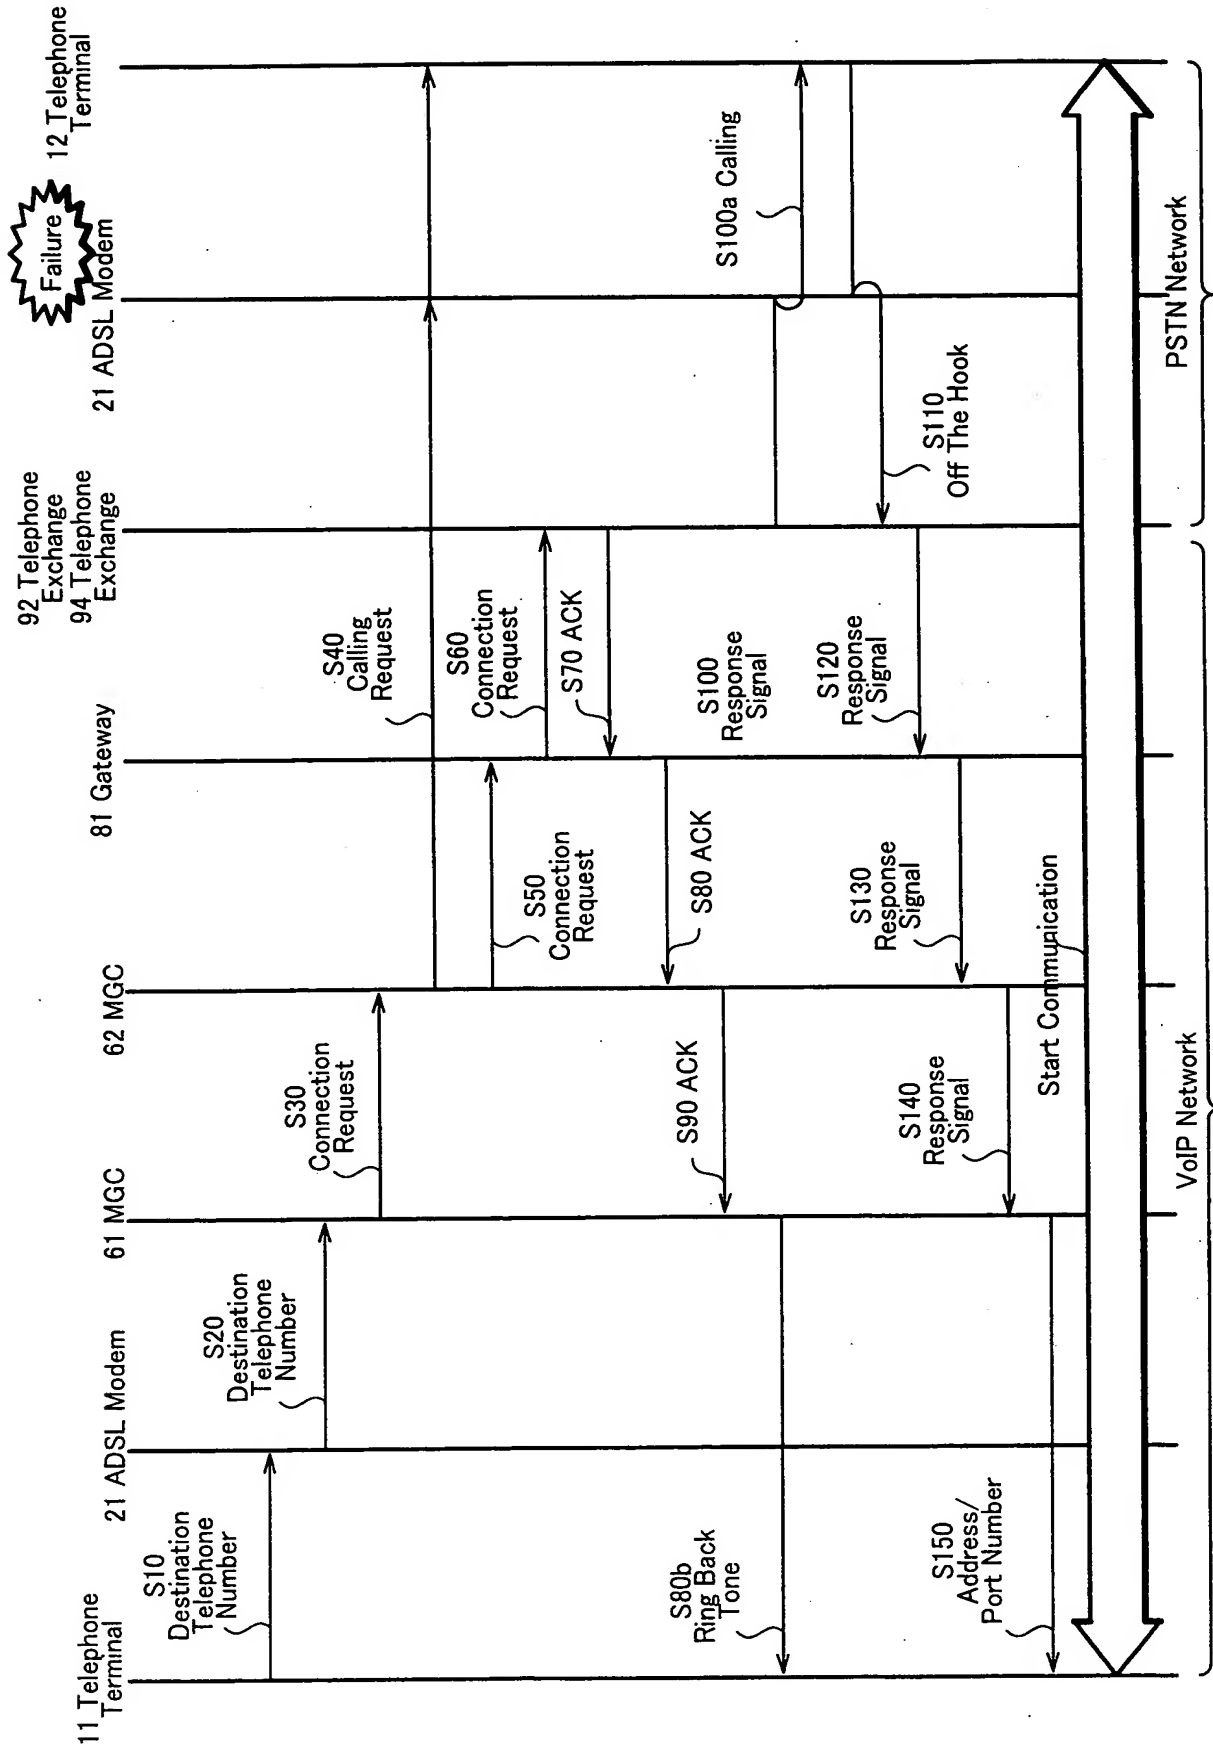 11 Telephone
Terminal
21 ADSL Modem
61 MGC
62 MGC
81 Gateway
92 Telephone
Exchange
94 Telephone
Exchange
21 ADSL Modem
Failure
12 Telephone
Terminal
S10
Destination
Telephone
Number
S20
Destination
Telephone
Number
S30
Connection
Request
S40
Calling
Request
S50
Connection
Request
S60
Connection
Request
S70 ACK
S80 ACK
S90 ACK
S80b
Ring Back
Tone
S100
Response
Signal
S100a Calling
S110
Off The Hook
S120
Response
Signal
S130
Response
Signal
S140
Response
Signal
S150
Address/
Port Number
Start Communication
VoIP Network
PSTN Network